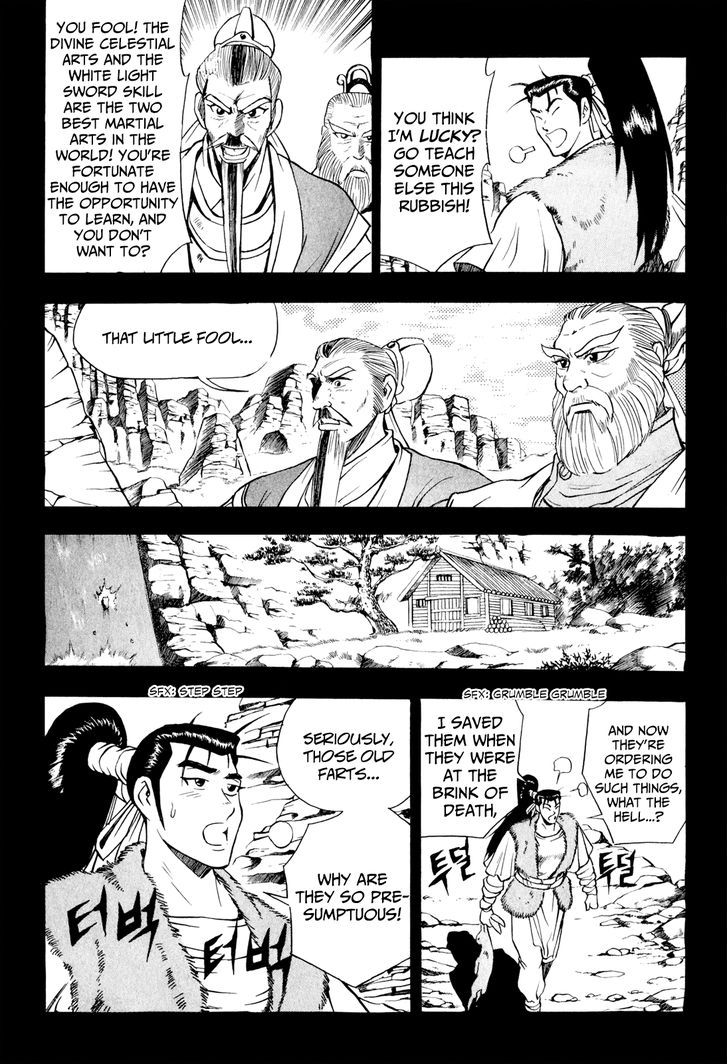 YOU FOOL! THE
DIVINE CELESTIAL
ARTS AND THE
WHITE LIGHT
SWORD SKILL
ARE THE TWO
BEST MARTIAL
ARTS IN THE
WORLD! YOU'RE
FORTUNATE
ENOUGH TO HAVE
THE OPPORTUNITY
TO LEARN, AND
YOU DON'T
WANT TO?
YOU THINK
I'M LUCKY?
GO TEACH
SOMEONE
ELSE THIS
RUBBISH!
THAT LITTLE FOOL...
SFX: STEP STEP
SERIOUSLY,
THOSE OLD
FARTS...
WHY ARE
THEY SO PRE-
SUMPTUOUS!
터벅
터벅
SFX: GRUMBLE GRUMBLE
I SAVED
THEM WHEN
THEY WERE
AT THE
BRINK OF
DEATH,
AND NOW
THEY'RE
ORDERING
ME TO DO
SUCH THINGS,
WHAT THE
HELL...?
투덜
투덜